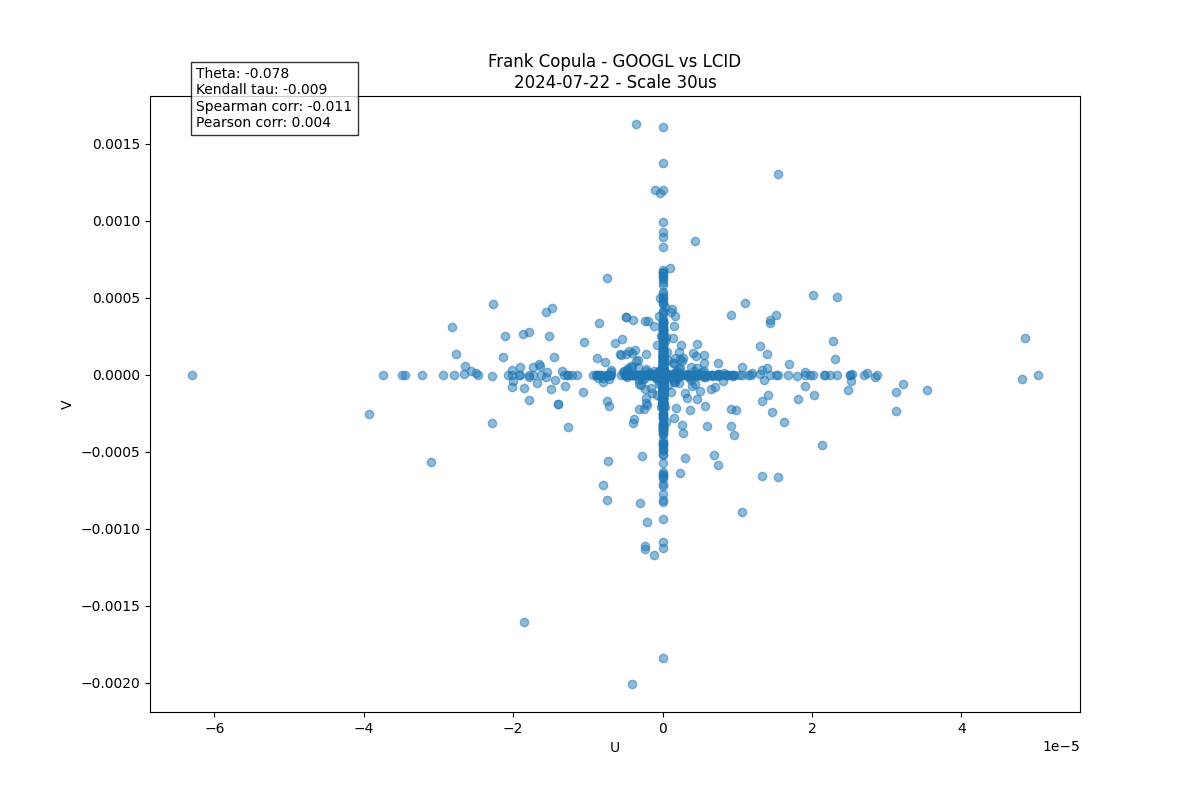 Frank Copula - GOOGL vs LCID
2024-07-22 - Scale 30us
Theta: -0.078
Kendall tau: -0.009
Spearman corr: -0.011
Pearson corr: 0.004
0.0015
0.0010
0.0005
0.0000
−0.0005
−0.0010
−0.0015
−0.0020
V
−6
−4
−2
0
2
4
1e−5
U